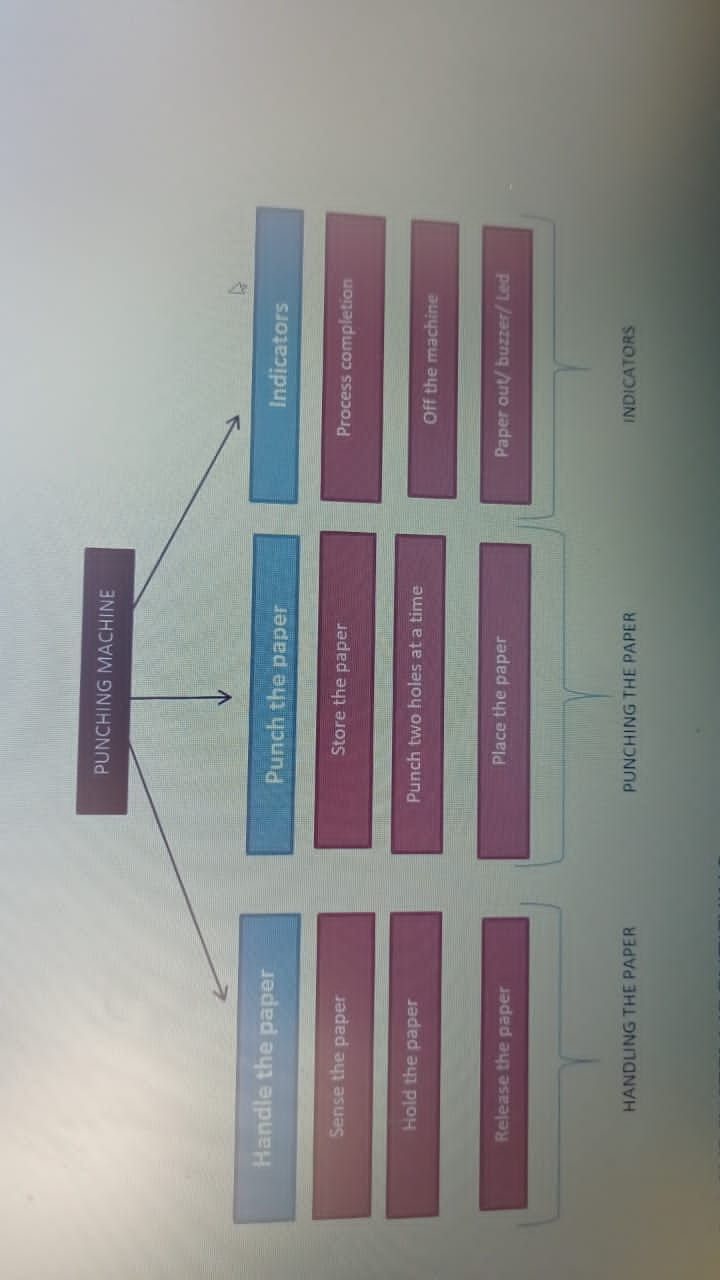 PUNCHING MACHINE
Handle the paper
Sense the paper
Hold the paper
Release the paper
HANDLING THE PAPER
Punch the paper
Store the paper
Punch two holes at a time
Place the paper
PUNCHING THE PAPER
Indicators
Process completion
Off the machine
Paper out/ buzzer/ Led
INDICATORS